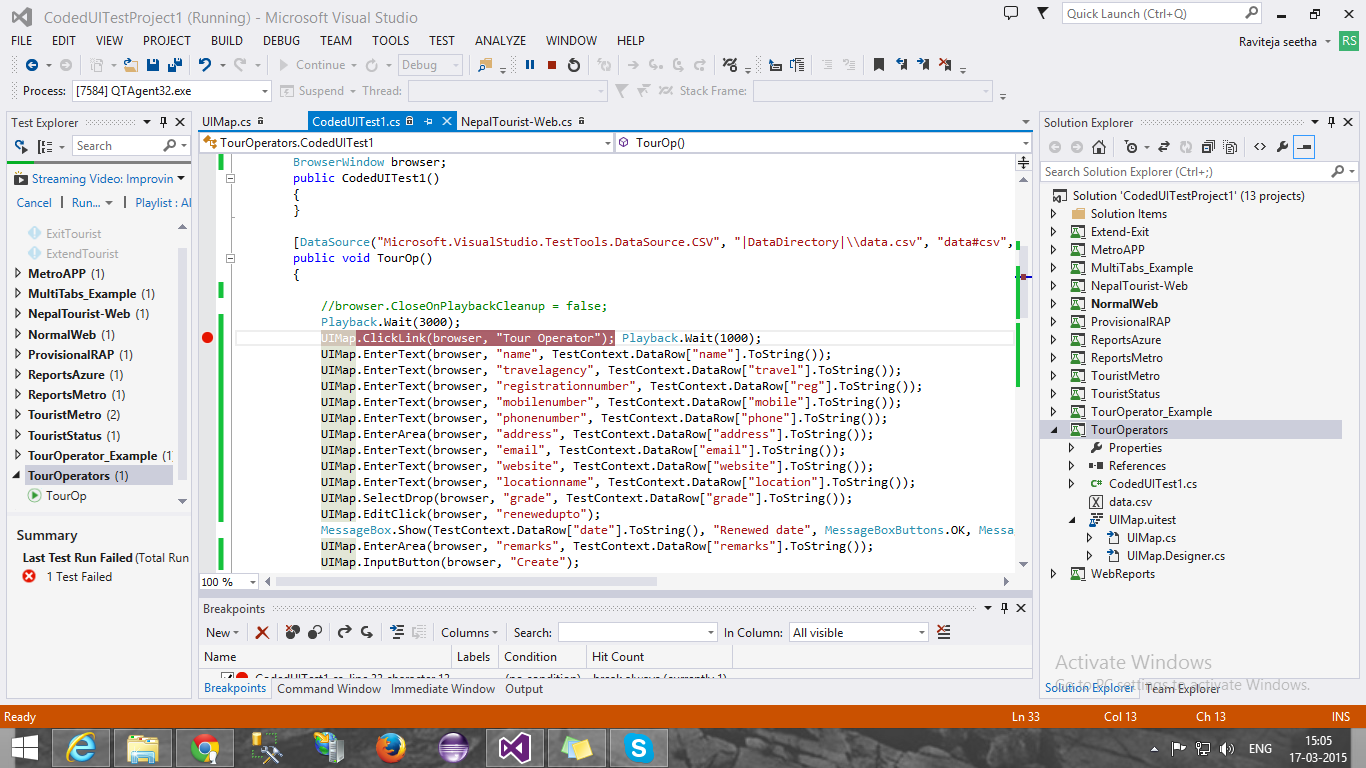 CodedUITestProject1 (Running) - Microsoft Visual Studio
Quick Launch (Ctrl+Q)
FILE EDIT VIEW PROJECT BUILD DEBUG TEAM TOOLS TEST ANALYZE WINDOW HELP
Raviteja seetha RS
Continue Debug
Process: [7584] QTAgent32.exe Suspend Thread: Stack Frame:
Test Explorer
Search
Streaming Video: Improvin
Cancel Run... Playlist : Al
ExitTourist
ExtendTourist
MetroAPP (1)
MultiTabs_Example (1)
NepalTourist-Web (1)
NormalWeb (1)
ProvisionalRAP (1)
ReportsAzure (1)
ReportsMetro (1)
TouristMetro (2)
TouristStatus (1)
TourOperator_Example (1
TourOperators (1)
TourOp
Summary
Last Test Run Failed (Total Run
1 Test Failed
UIMap.cs CodedUITest1.cs NepalTourist-Web.cs
TourOperators.CodedUITest1 TourOp()
BrowserWindow browser;
public CodedUITest1()
{
}
[DataSource("Microsoft.VisualStudio.TestTools.DataSource.CSV", "|DataDirectory|\\data.csv", "data#csv",
public void TourOp()
{
//browser.CloseOnPlaybackCleanup = false;
Playback.Wait(3000);
UIMap.ClickLink(browser, "Tour Operator"); Playback.Wait(1000);
UIMap.EnterText(browser, "name", TestContext.DataRow["name"].ToString());
UIMap.EnterText(browser, "travelagency", TestContext.DataRow["travel"].ToString());
UIMap.EnterText(browser, "registrationnumber", TestContext.DataRow["reg"].ToString());
UIMap.EnterText(browser, "mobilenumber", TestContext.DataRow["mobile"].ToString());
UIMap.EnterText(browser, "phonenumber", TestContext.DataRow["phone"].ToString());
UIMap.EnterArea(browser, "address", TestContext.DataRow["address"].ToString());
UIMap.EnterText(browser, "email", TestContext.DataRow["email"].ToString());
UIMap.EnterText(browser, "website", TestContext.DataRow["website"].ToString());
UIMap.EnterText(browser, "locationname", TestContext.DataRow["location"].ToString());
UIMap.SelectDrop(browser, "grade", TestContext.DataRow["grade"].ToString());
UIMap.EditClick(browser, "renewedupto");
MessageBox.Show(TestContext.DataRow["date"].ToString(), "Renewed date", MessageBoxButtons.OK, Messa
UIMap.EnterArea(browser, "remarks", TestContext.DataRow["remarks"].ToString());
UIMap.InputButton(browser, "Create");
100 %
Breakpoints
New Columns Search: In Column: All visible
Name Labels Condition Hit Count
CodedUITest1.cs, line 33 character 13 (no condition) break always (currently 1)
Breakpoints Command Window Immediate Window Output
Solution Explorer
Search Solution Explorer (Ctrl+;)
Solution 'CodedUITestProject1' (13 projects)
Solution Items
Extend-Exit
MetroAPP
MultiTabs_Example
NepalTourist-Web
NormalWeb
ProvisionalRAP
ReportsAzure
ReportsMetro
TouristMetro
TouristStatus
TourOperator_Example
TourOperators
Properties
References
C# CodedUITest1.cs
data.csv
UIMap.uitest
UIMap.cs
UIMap.Designer.cs
WebReports
Activate Windows
Go to PC settings to activate Windows.
Solution Explorer Team Explorer
Ready Ln 33 Col 13 Ch 13 INS
ENG
15:05
17-03-2015